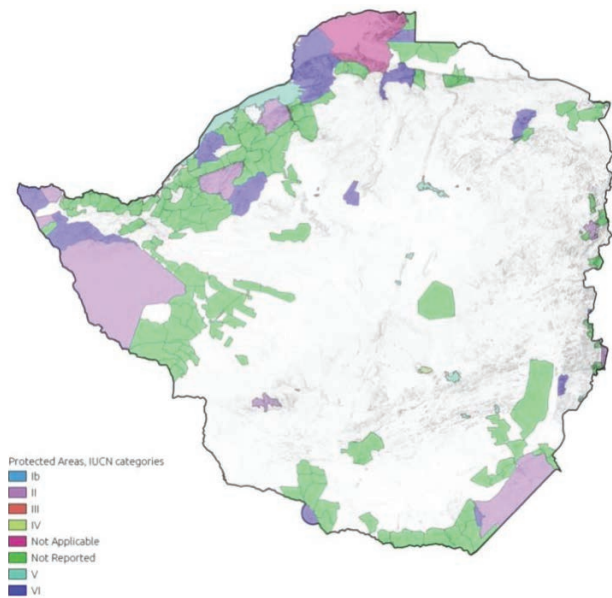 Protected Areas, IUCN categories
Ib
II
III
IV
Not Applicable
Not Reported
V
VI